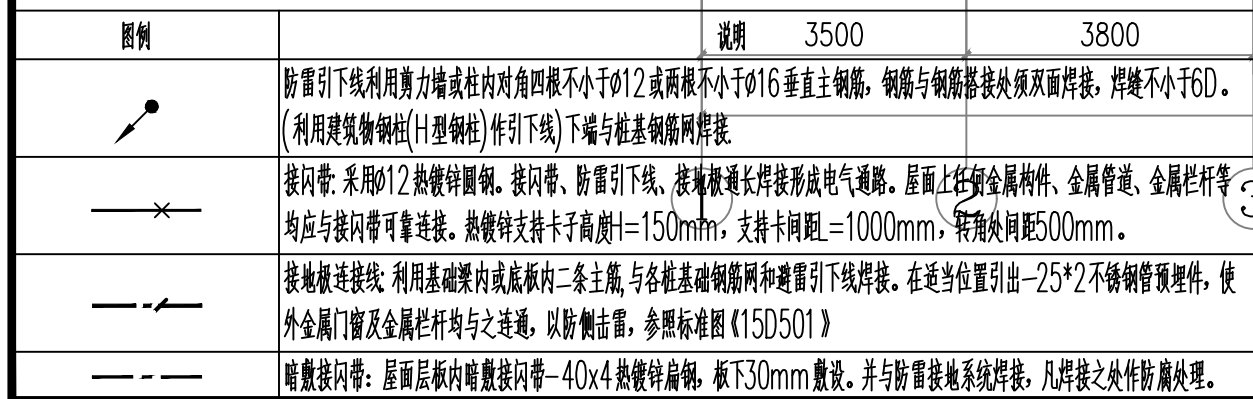 图例 说明 3500 3800
防雷引下线利用剪力墙或柱内对角四根不小于Ø12或两根不小于Ø16垂直主钢筋，钢筋与钢筋搭接处须双面焊接，焊缝不小于6D。
(利用建筑物钢柱(H型钢柱)作引下线)下端与桩基钢筋网焊接.
接闪带: 采用Ø12热镀锌圆钢。接闪带、防雷引下线、接地极通长焊接形成电气通路。屋面上任何金属构件、金属管道、金属栏杆等
均应与接闪带可靠连接。热镀锌支持卡子高度H=150mm，支持卡间距L=1000mm，转角处间距500mm。
1 2 3
接地极连接线: 利用基础梁内或底板内二条主筋,与各桩基础钢筋网和避雷引下线焊接。在适当位置引出—25*2不锈钢管预埋件，使
外金属门窗及金属栏杆均与之连通，以防侧击雷，参照标准图《15D501》
暗敷接闪带：屋面层板内暗敷接闪带—40x4热镀锌扁钢，板下30mm敷设。并与防雷接地系统焊接，凡焊接之处作防腐处理。